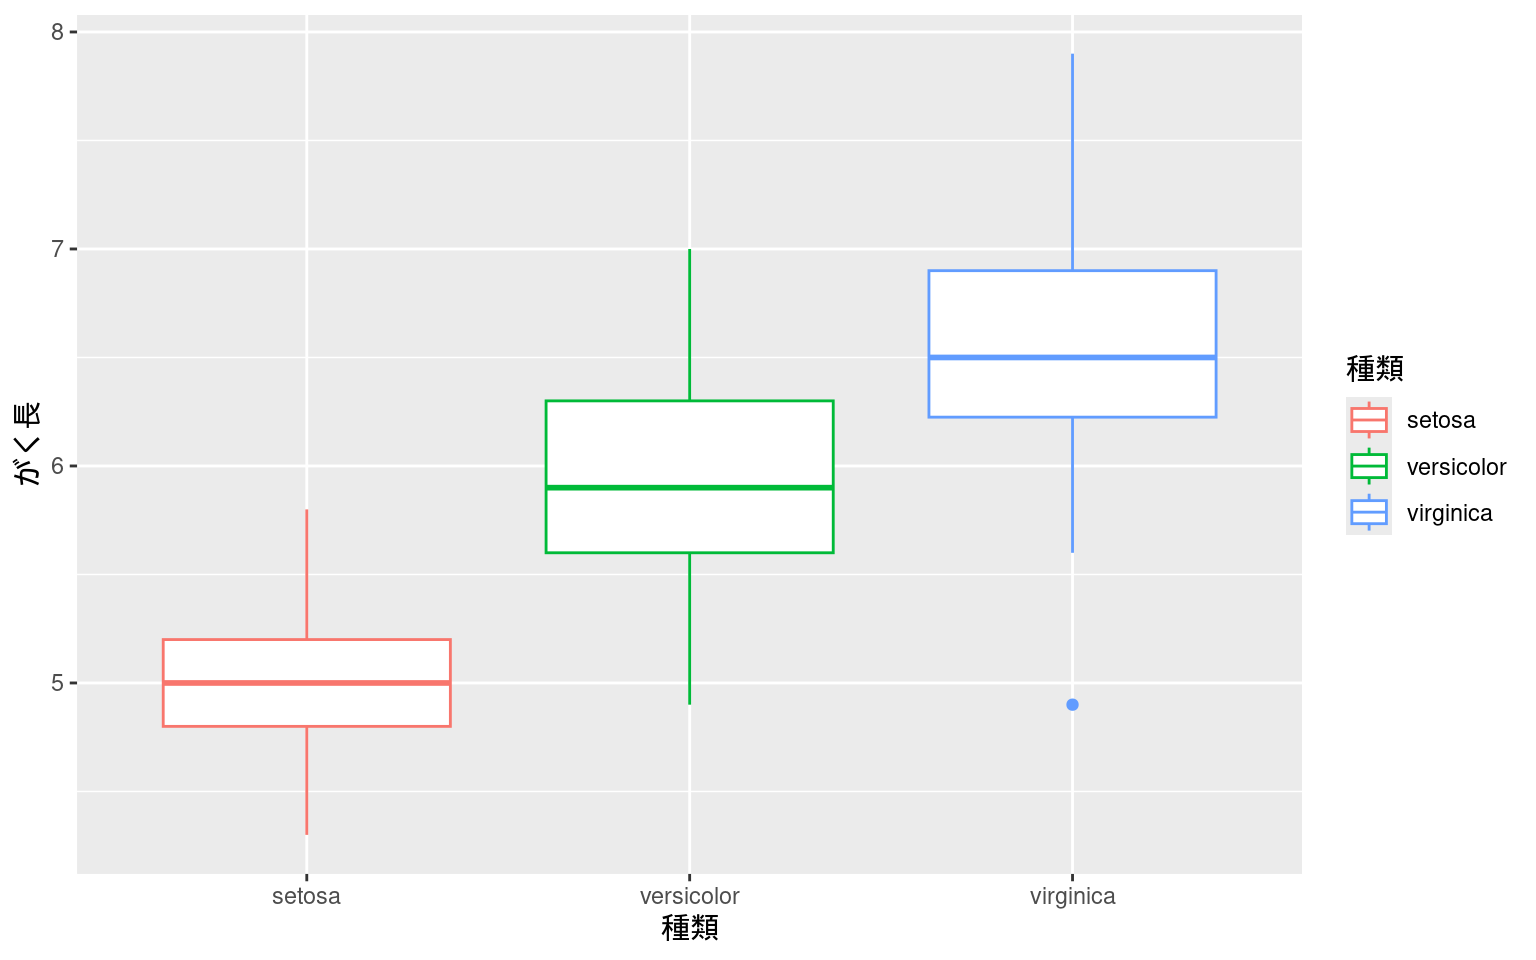 8
7
6
5
がく長
setosa
versicolor
virginica
種類
種類
setosa
versicolor
virginica